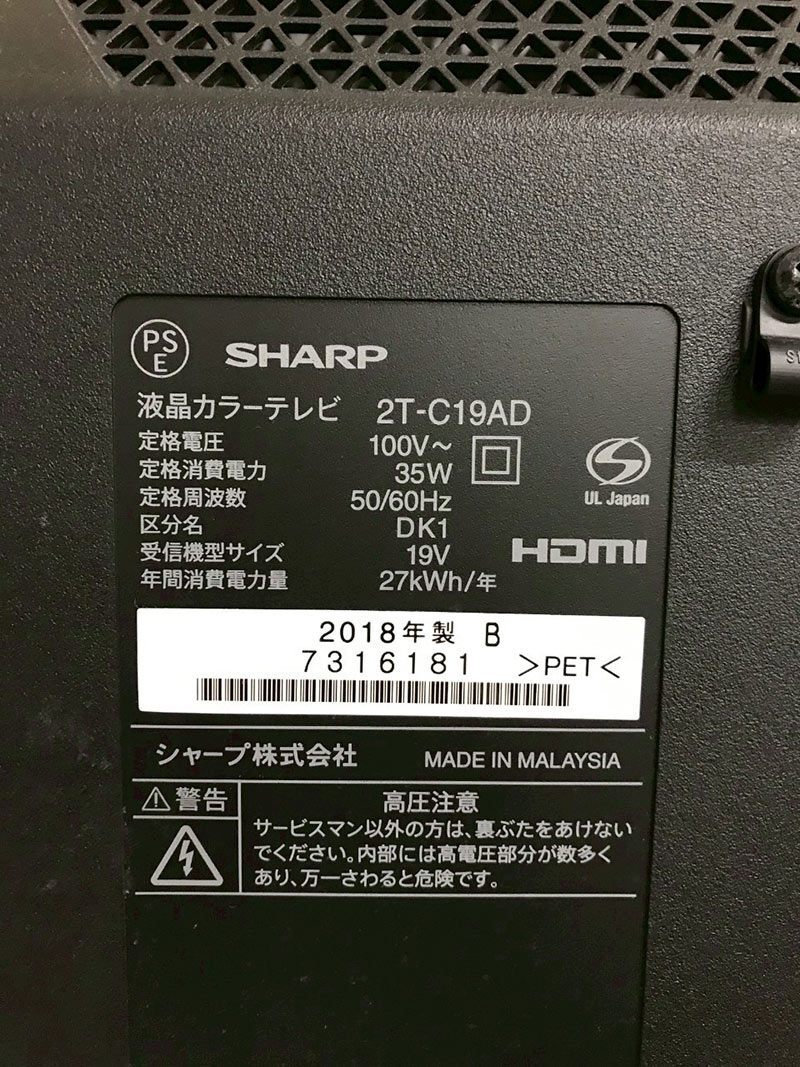 PS
E
SHARP
液晶カラーテレビ 2T-C19AD
定格電圧 100V～
定格消費電力 35W
定格周波数 50/60Hz
区分名 DK1
受信機型サイズ 19V
年間消費電力量 27kWh/年
UL Japan
HDMI
2018年製 B
7316181 >PET<
シャープ株式会社 MADE IN MALAYSIA
警告
高圧注意
サービスマン以外の方は、裏ぶたをあけない
でください。内部には高電圧部分が数多く
あり、万一さわると危険です。